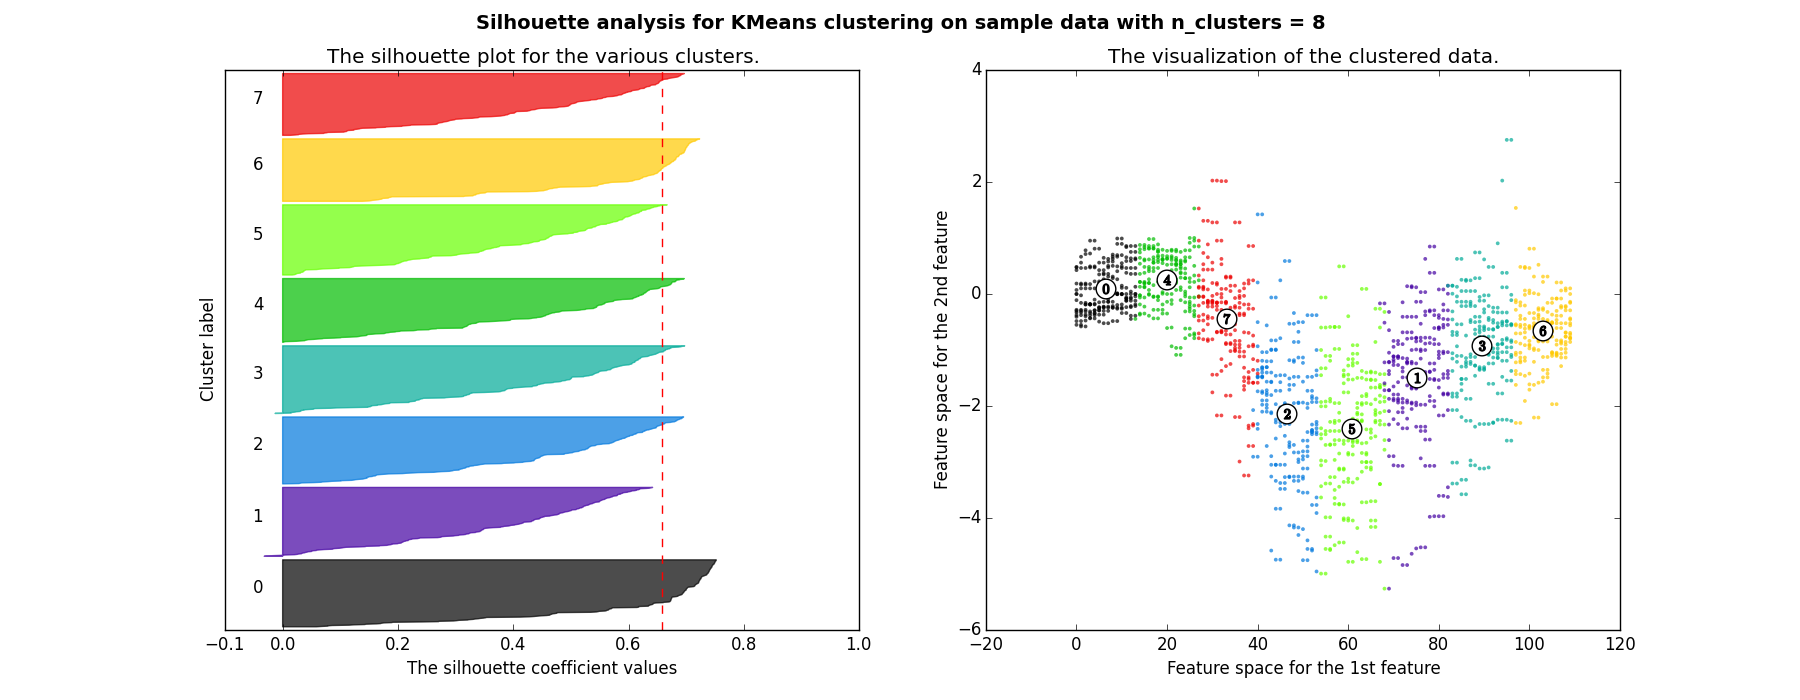 Silhouette analysis for KMeans clustering on sample data with n_clusters = 8
The silhouette plot for the various clusters.
7
6
5
4
3
2
1
0
Cluster label
−0.1 0.0 0.2 0.4 0.6 0.8 1.0
The silhouette coefficient values
The visualization of the clustered data.
4
2
0
−2
−4
−6
Feature space for the 2nd feature
0 4 7 2 5 1 3 6
−20 0 20 40 60 80 100 120
Feature space for the 1st feature